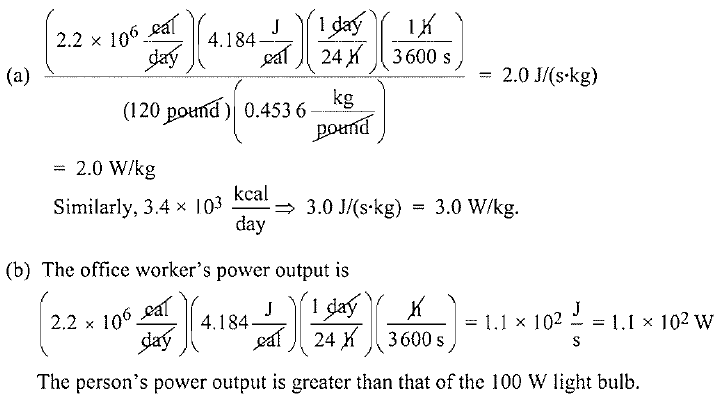 (a) (2.2 × 10⁶ cal/day)(4.184 J/cal)(1 day/24 h)(1 h/3600 s) / (120 pound)(0.453 6 kg/pound) = 2.0 J/(s·kg)
= 2.0 W/kg
Similarly, 3.4 × 10³ kcal/day ⇒ 3.0 J/(s·kg) = 3.0 W/kg.
(b) The office worker's power output is
(2.2 × 10⁶ cal/day)(4.184 J/cal)(1 day/24 h)(h/3600 s) = 1.1 × 10² J/s = 1.1 × 10² W
The person's power output is greater than that of the 100 W light bulb.